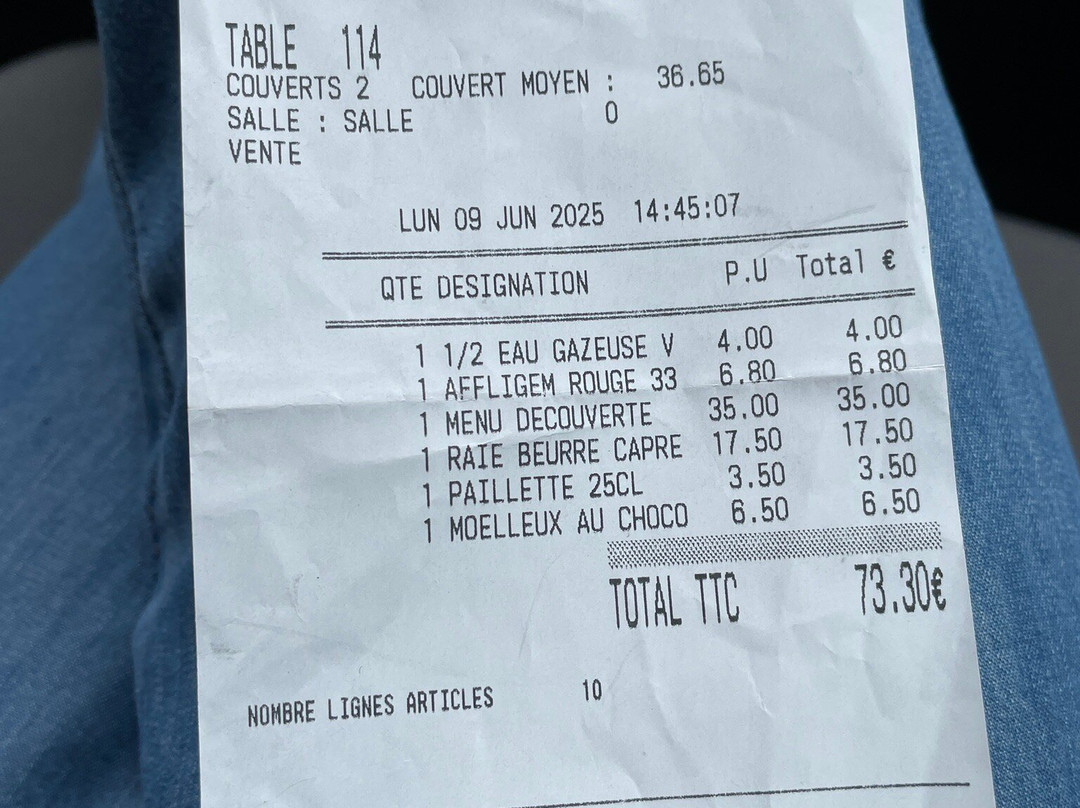 TABLE 114
COUVERTS 2 COUVERT MOYEN : 36.65
SALLE : SALLE 0
VENTE
LUN 09 JUN 2025 14:45:07
QTE DESIGNATION P.U Total €
1 1/2 EAU GAZEUSE V 4.00 4.00
1 AFFLIGEM ROUGE 33 6.80 6.80
1 MENU DECOUVERTE 35.00 35.00
1 RAIE BEURRE CAPRE 17.50 17.50
1 PAILLETTE 25CL 3.50 3.50
1 MOELLEUX AU CHOCO 6.50 6.50
TOTAL TTC 73.30€
NOMBRE LIGNES ARTICLES 10